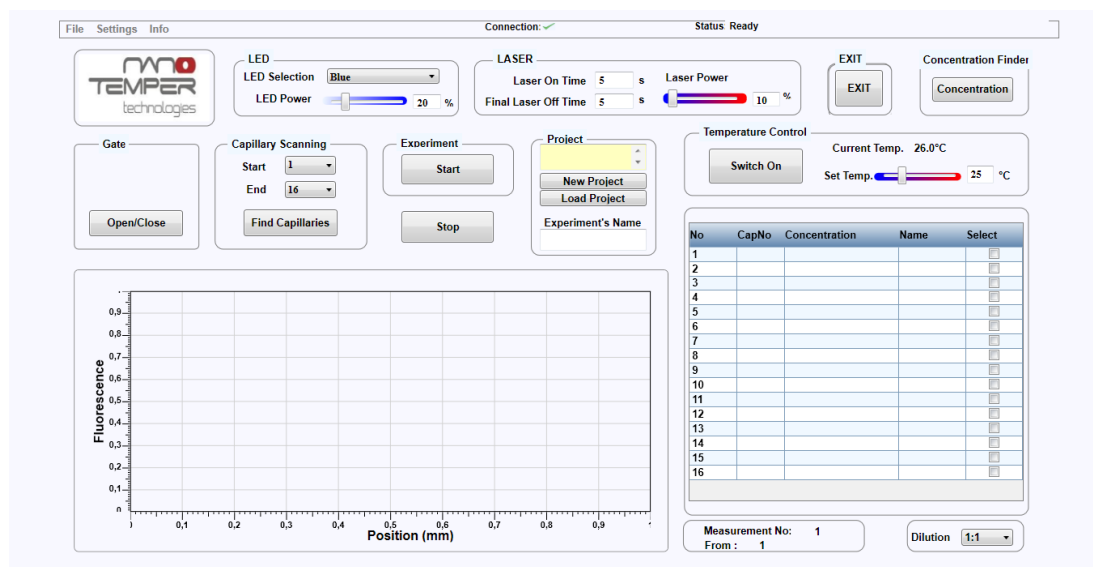 File Settings Info Connection: Status: Ready
NANO
TEMPER
technologies
LED
LED Selection Blue
LED Power 20 %
LASER
Laser On Time 5 s
Final Laser Off Time 5 s
Laser Power
10 %
EXIT
EXIT
Concentration Finder
Concentration
Gate
Open/Close
Capillary Scanning
Start 1
End 16
Find Capillaries
Experiment
Start
Stop
Project
New Project
Load Project
Experiment's Name
Temperature Control
Switch On
Current Temp. 26.0°C
Set Temp. 25 °C
No CapNo Concentration Name Select
1
2
3
4
5
6
7
8
9
10
11
12
13
14
15
16
Fluorescence
0,9
0,8
0,7
0,6
0,5
0,4
0,3
0,2
0,1
0
0,1 0,2 0,3 0,4 0,5 0,6 0,7 0,8 0,9
Position (mm)
Measurement No: 1
From : 1
Dilution 1:1